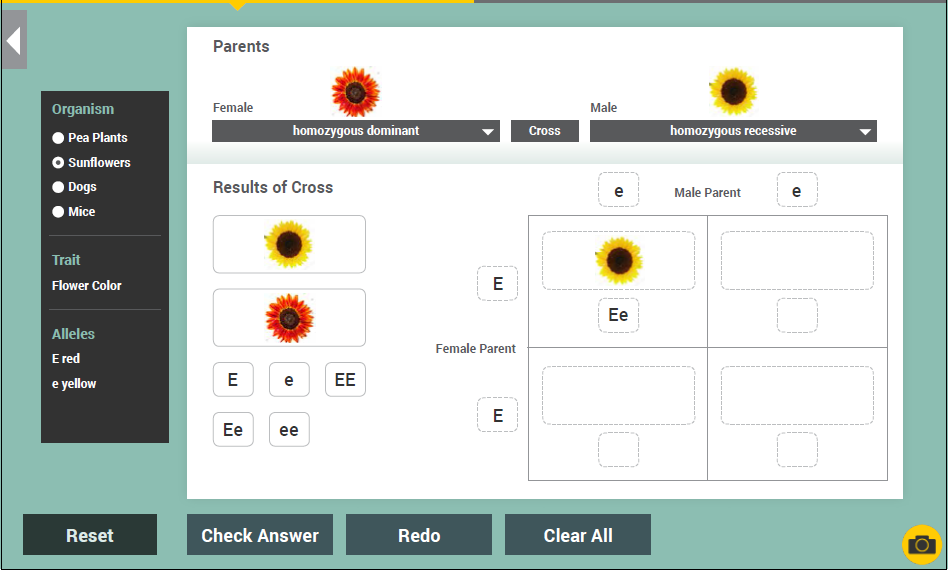 Parents
Female
Male
homozygous dominant
Cross
homozygous recessive
Organism
Pea Plants
Sunflowers
Dogs
Mice
Trait
Flower Color
Alleles
E red
e yellow
Results of Cross
E
e
EE
Ee
ee
e
Male Parent
e
E
Ee
Female Parent
E
Reset
Check Answer
Redo
Clear All